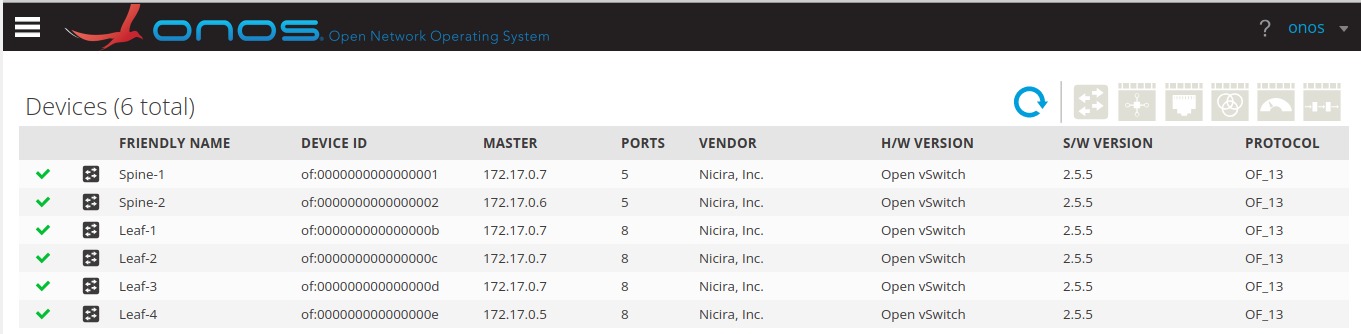 onos Open Network Operating System ? onos
Devices (6 total)
FRIENDLY NAME DEVICE ID MASTER PORTS VENDOR H/W VERSION S/W VERSION PROTOCOL
Spine-1 of:0000000000000001 172.17.0.7 5 Nicira, Inc. Open vSwitch 2.5.5 OF_13
Spine-2 of:0000000000000002 172.17.0.6 5 Nicira, Inc. Open vSwitch 2.5.5 OF_13
Leaf-1 of:000000000000000b 172.17.0.7 8 Nicira, Inc. Open vSwitch 2.5.5 OF_13
Leaf-2 of:000000000000000c 172.17.0.7 8 Nicira, Inc. Open vSwitch 2.5.5 OF_13
Leaf-3 of:000000000000000d 172.17.0.7 8 Nicira, Inc. Open vSwitch 2.5.5 OF_13
Leaf-4 of:000000000000000e 172.17.0.5 8 Nicira, Inc. Open vSwitch 2.5.5 OF_13